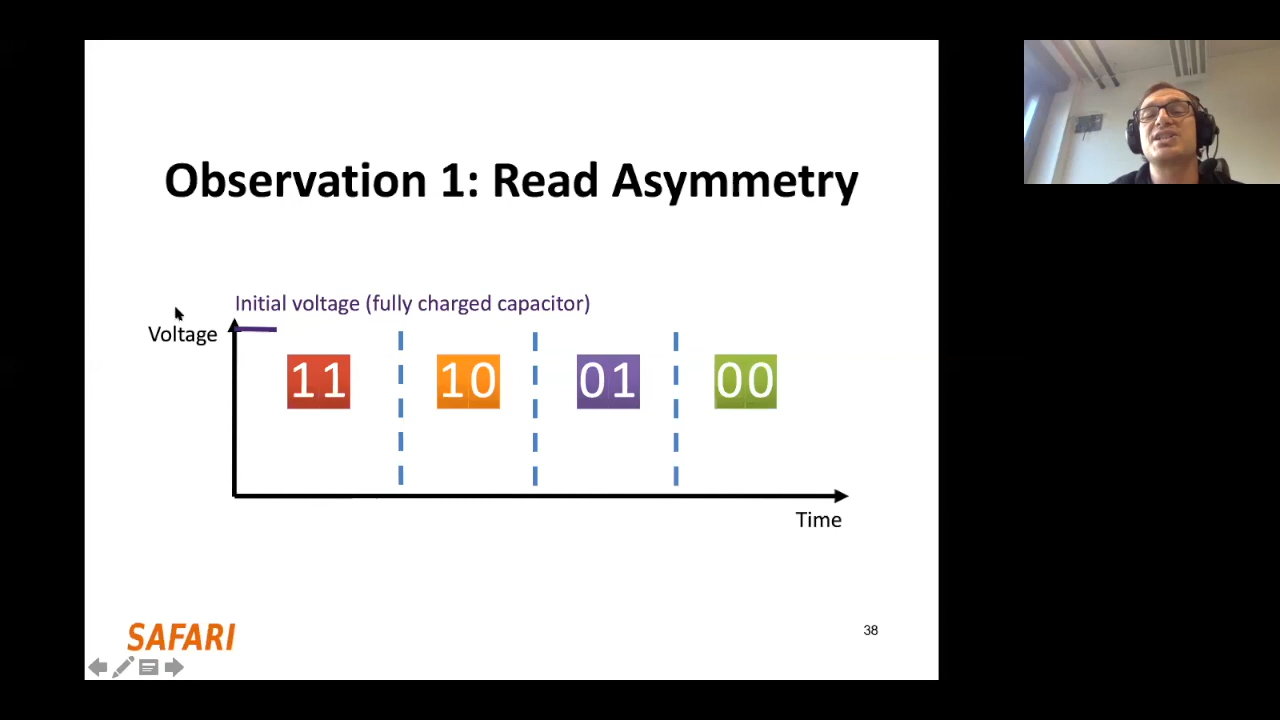 Observation 1: Read Asymmetry
Initial voltage (fully charged capacitor)
Voltage
11 10 01 00
Time
SAFARI
38